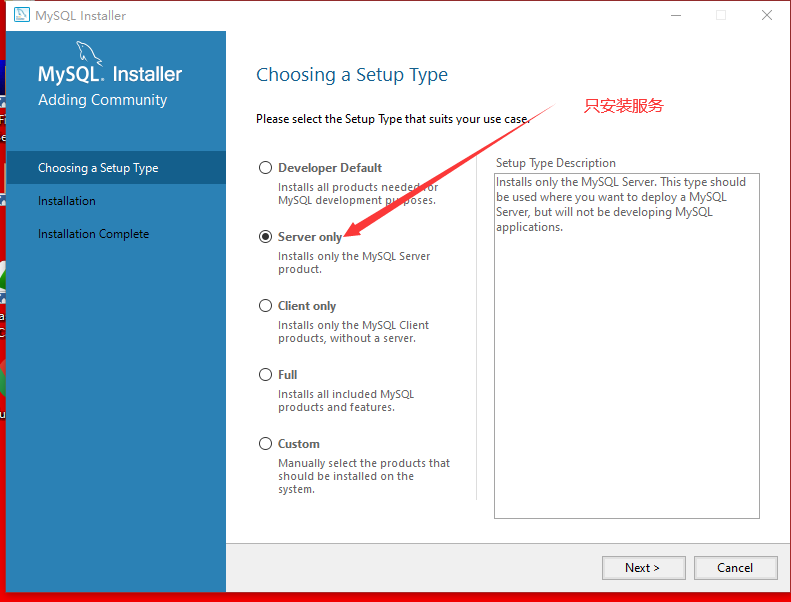 MySQL Installer
MySQL. Installer
Adding Community
Choosing a Setup Type
Installation
Installation Complete
Choosing a Setup Type
Please select the Setup Type that suits your use case.
只安装服务
Developer Default
Installs all products needed for
MySQL development purposes.
Server only
Installs only the MySQL Server
product.
Client only
Installs only the MySQL Client
products, without a server.
Full
Installs all included MySQL
products and features.
Custom
Manually select the products that
should be installed on the
system.
Setup Type Description
Installs only the MySQL Server. This type should
be used where you want to deploy a MySQL
Server, but will not be developing MySQL
applications.
Next >
Cancel